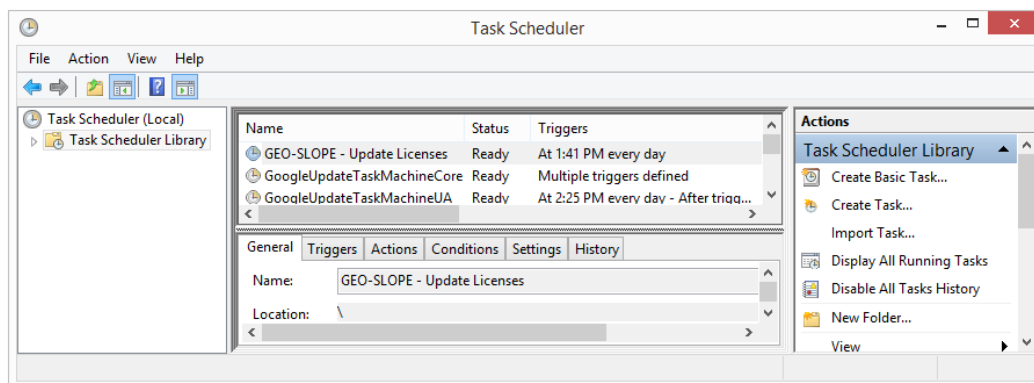 Task Scheduler
File Action View Help
Task Scheduler (Local)
Task Scheduler Library
Name Status Triggers
GEO-SLOPE - Update Licenses Ready At 1:41 PM every day
GoogleUpdateTaskMachineCore Ready Multiple triggers defined
GoogleUpdateTaskMachineUA Ready At 2:25 PM every day - After trigg...
General Triggers Actions Conditions Settings History
Name: GEO-SLOPE - Update Licenses
Location: \
Actions
Task Scheduler Library
Create Basic Task...
Create Task...
Import Task...
Display All Running Tasks
Disable All Tasks History
New Folder...
View